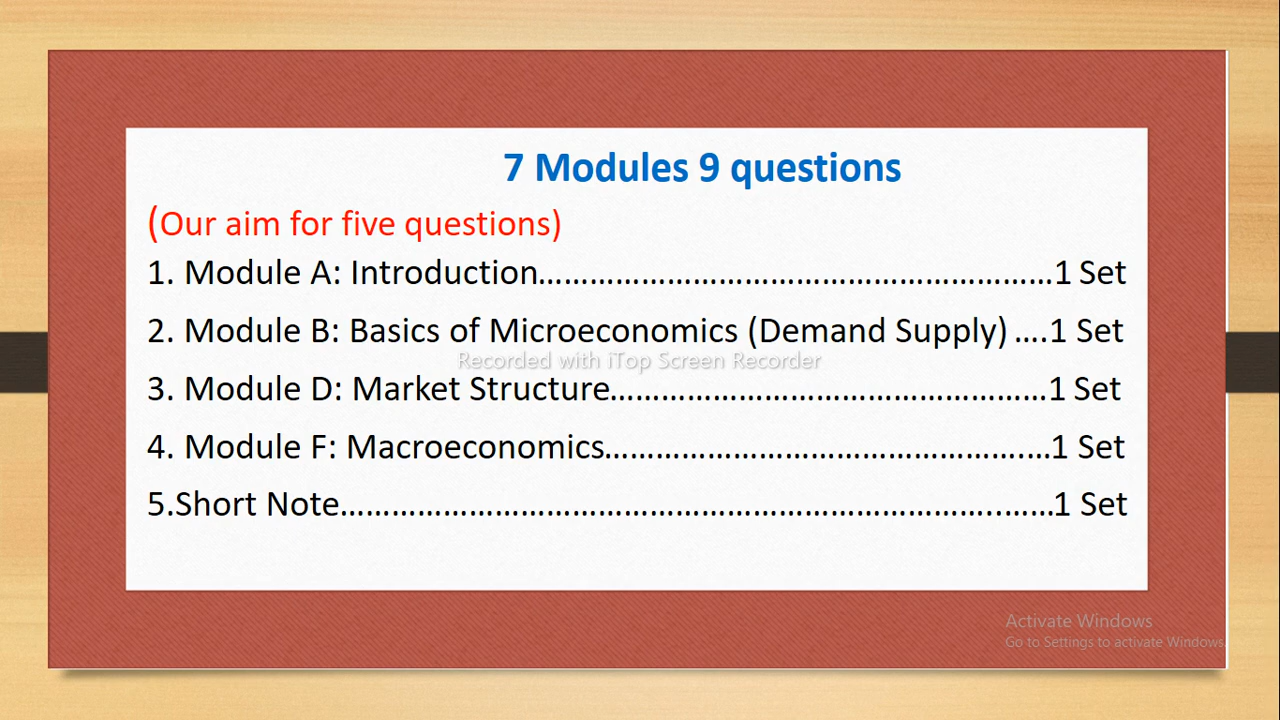 7 Modules 9 questions
(Our aim for five questions)
1. Module A: Introduction……………………………………………………1 Set
2. Module B: Basics of Microeconomics (Demand Supply) ….1 Set
Recorded with iTop Screen Recorder
3. Module D: Market Structure……………………………………………1 Set
4. Module F: Macroeconomics………………………………………….…1 Set
5.Short Note…………………………………………………………………..……1 Set
Activate Windows
Go to Settings to activate Windows.